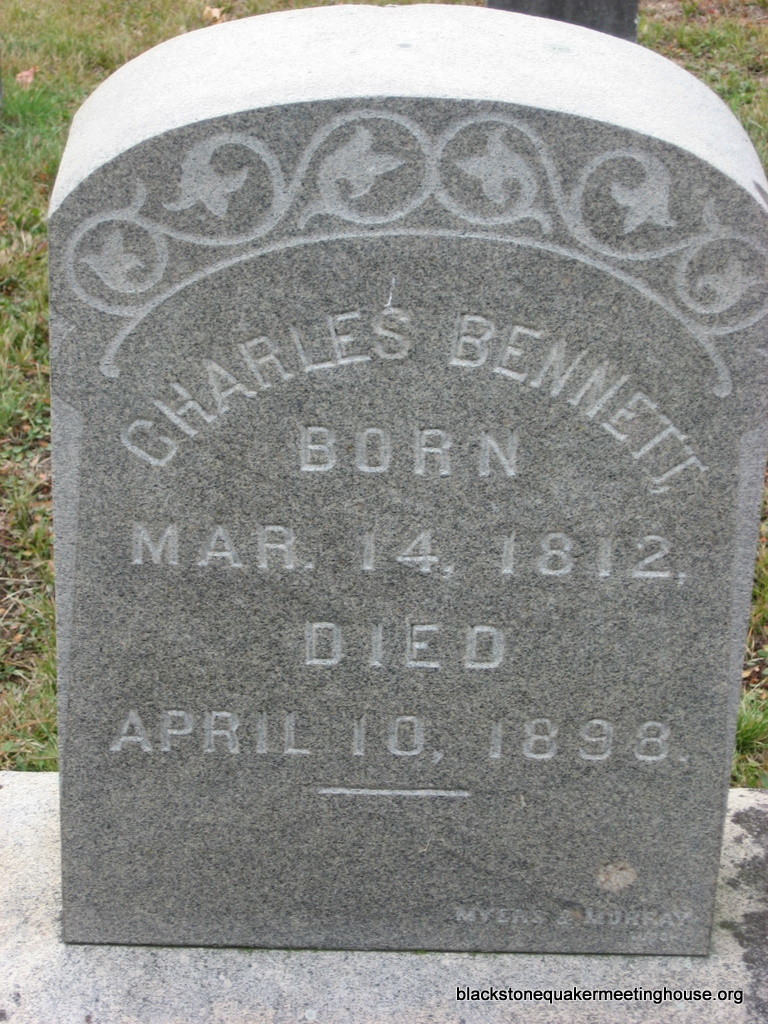 CHARLES BENNETT,
BORN
MAR. 14, 1812,
DIED
APRIL 10, 1898.
MYERS & MURRAY
blackstonequakermeetinghouse.org